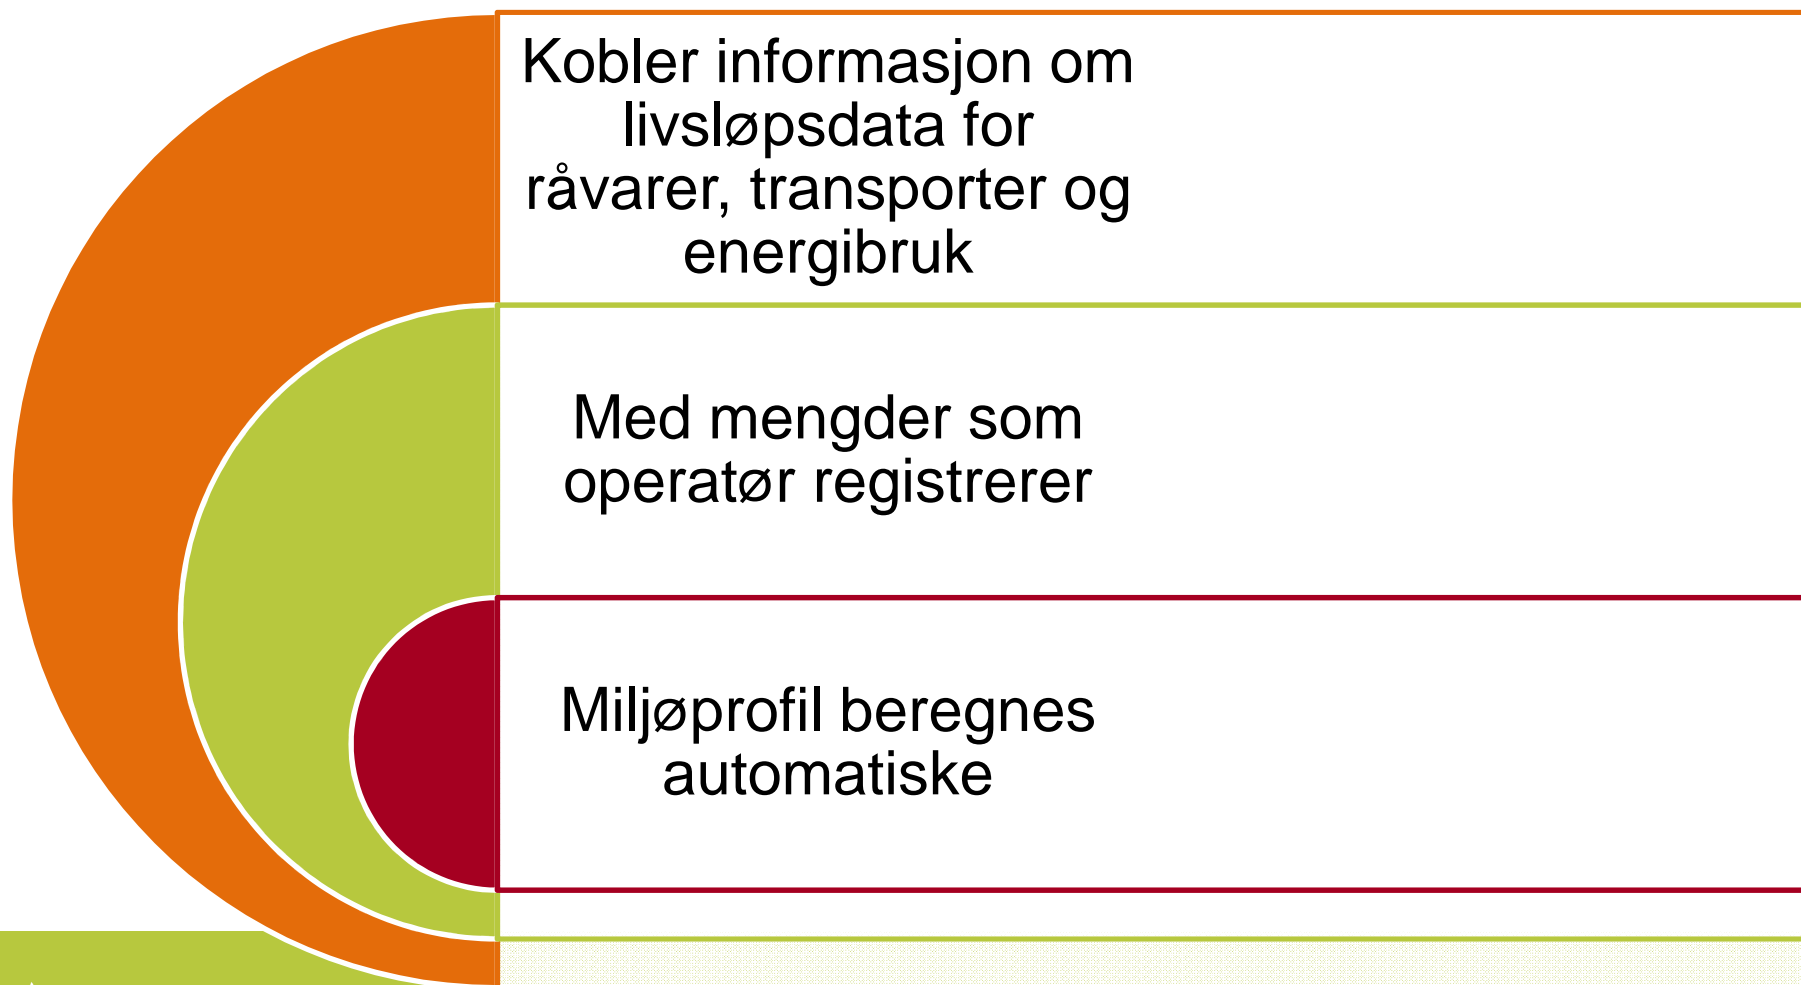 Kobler informasjon om
livsløpsdata for
råvarer, transporter og
energibruk
Med mengder som
operatør registrerer
Miljøprofil beregnes
automatiske